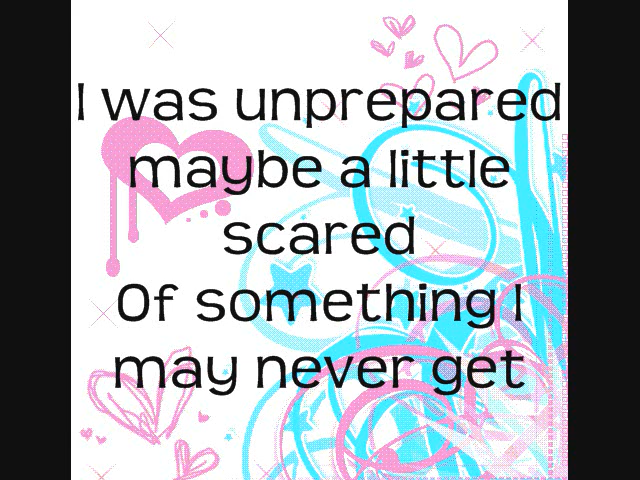 I was unprepared
maybe a little
scared
Of something I
may never get